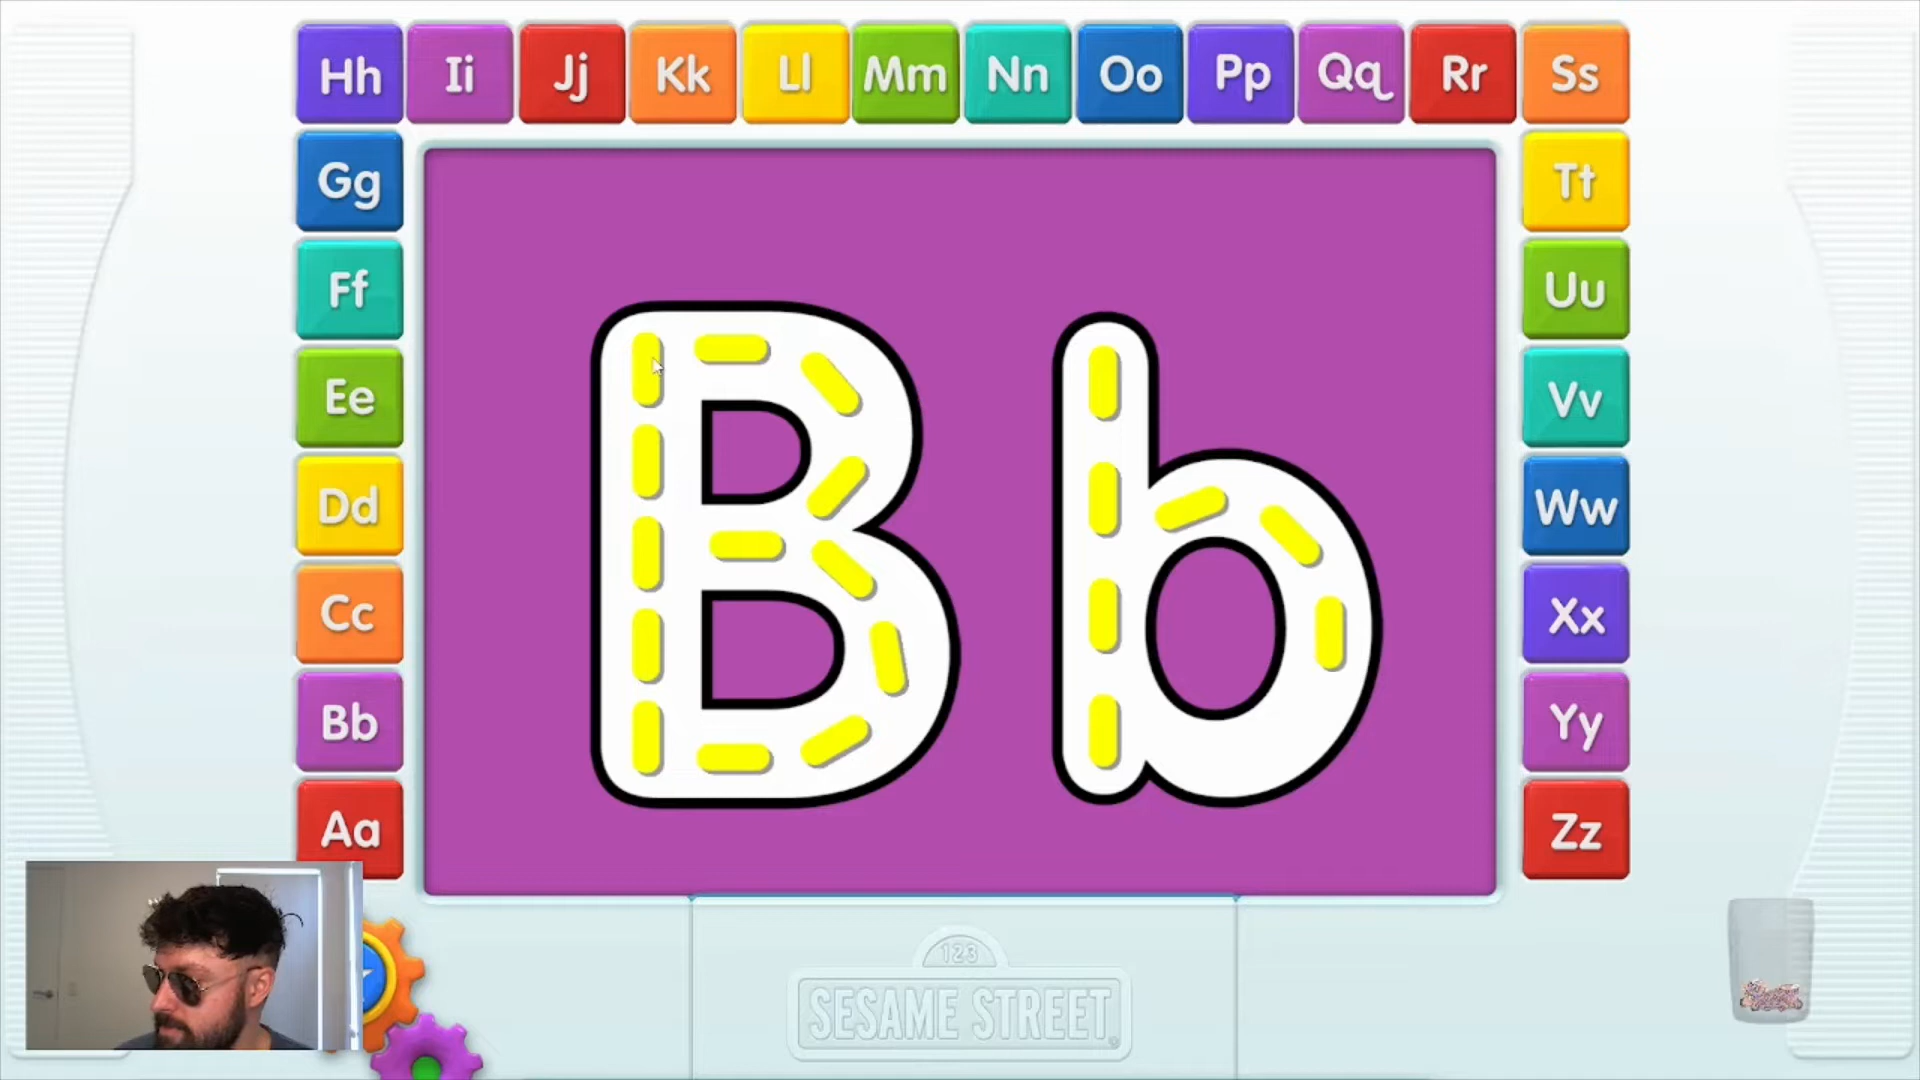 Hh Ii Jj Kk Ll Mm Nn Oo Pp Qq Rr Ss
Gg
Ff
Ee
Dd
Cc
Bb
Aa
B b
Tt
Uu
Vv
Ww
Xx
Yy
Zz
123
SESAME STREET